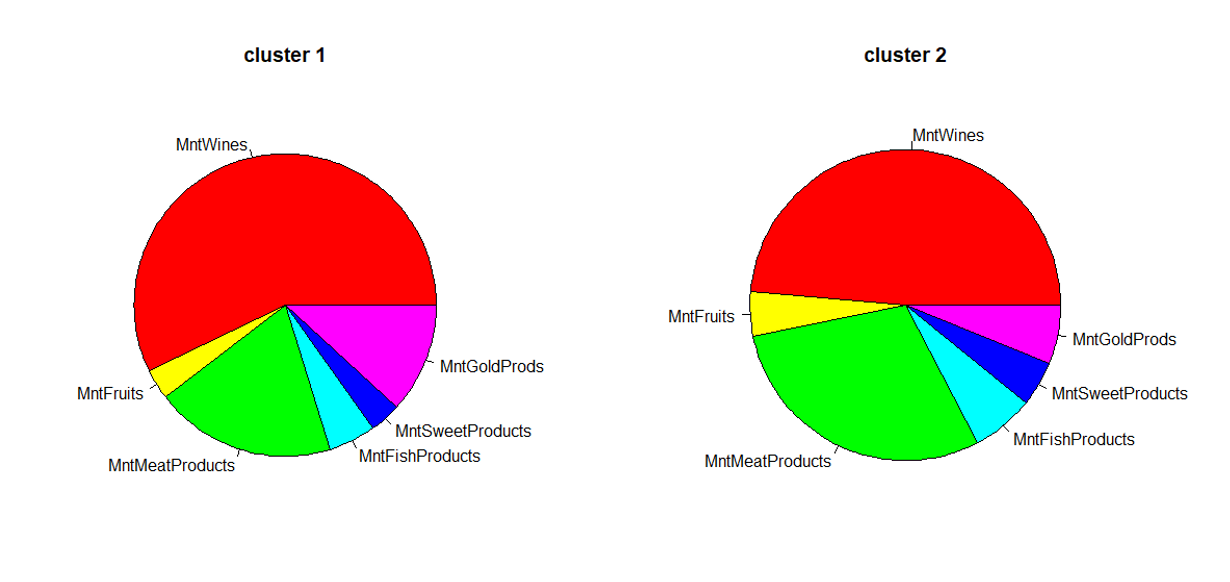 cluster 1
MntWines
MntFruits
MntMeatProducts
MntFishProducts
MntSweetProducts
MntGoldProds
cluster 2
MntWines
MntFruits
MntMeatProducts
MntFishProducts
MntSweetProducts
MntGoldProds